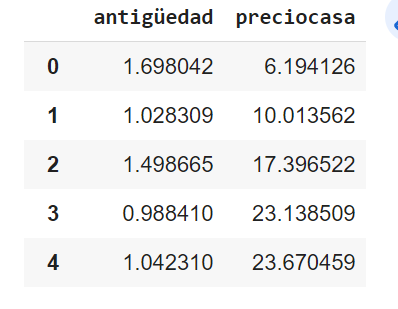 antigüedad preciocasa
0 1.698042 6.194126
1 1.028309 10.013562
2 1.498665 17.396522
3 0.988410 23.138509
4 1.042310 23.670459